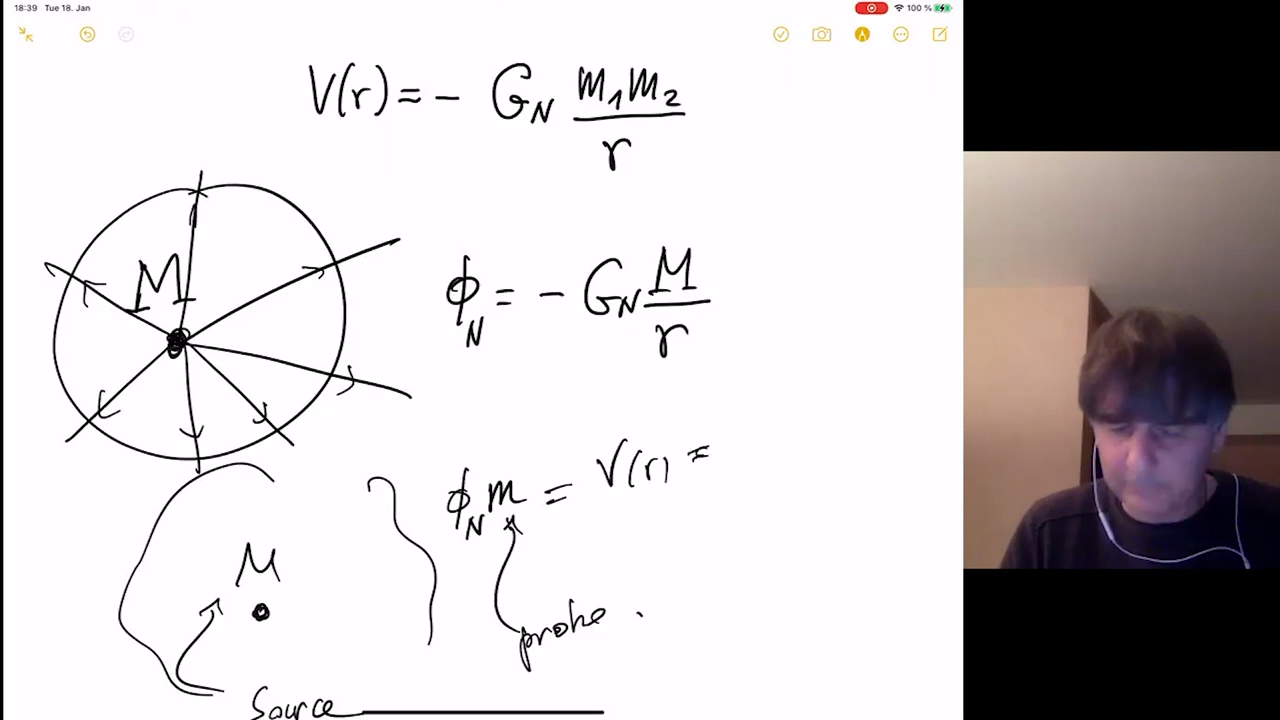 18:39 Tue 18. Jan
100 %
V(r) ≈ - G_N m₁m₂/r
M
ϕ_N = - G_N M/r
ϕ_N m = V(r) =
M
probe .
Source